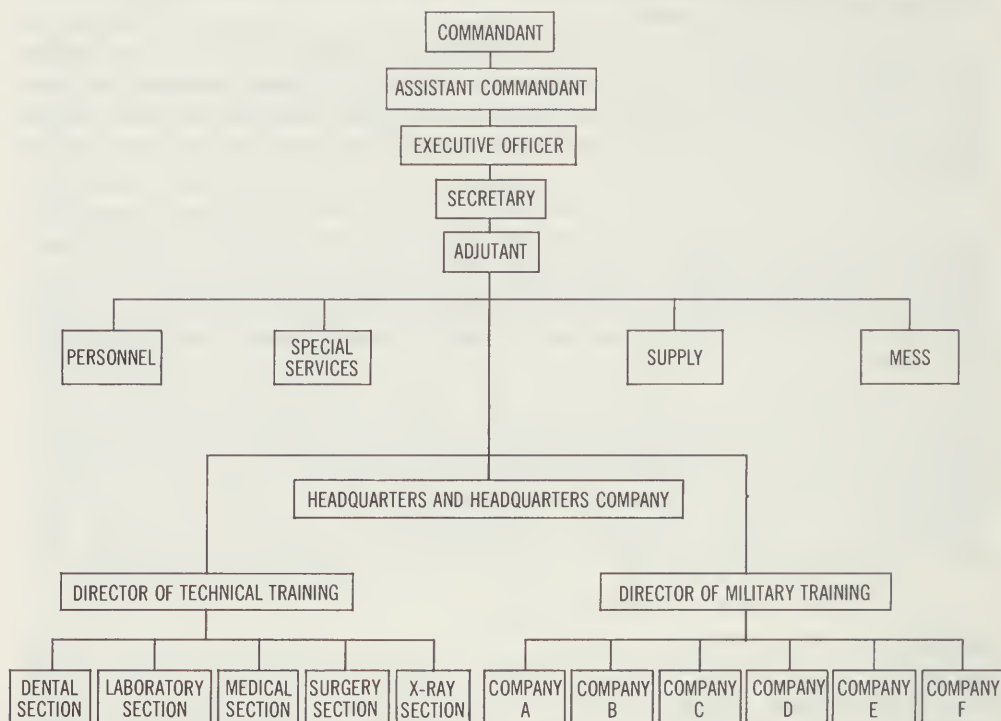 COMMANDANT
ASSISTANT COMMANDANT
EXECUTIVE OFFICER
SECRETARY
ADJUTANT
PERSONNEL
SPECIAL
SERVICES
SUPPLY
MESS
HEADQUARTERS AND HEADQUARTERS COMPANY
DIRECTOR OF TECHNICAL TRAINING
DIRECTOR OF MILITARY TRAINING
DENTAL
SECTION
LABORATORY
SECTION
MEDICAL
SECTION
SURGERY
SECTION
X-RAY
SECTION
COMPANY
A
COMPANY
B
COMPANY
C
COMPANY
D
COMPANY
E
COMPANY
F